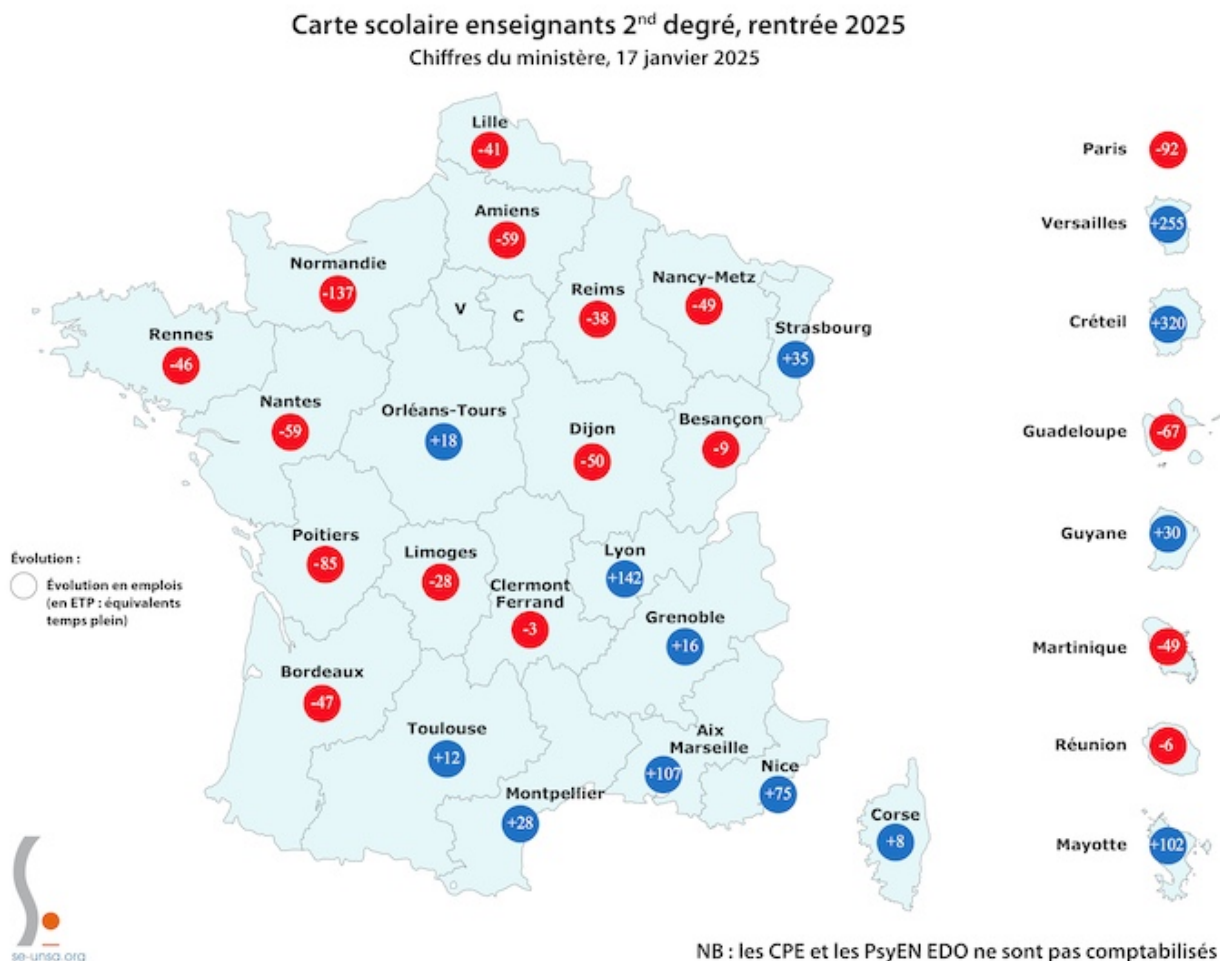 Carte scolaire enseignants 2nd degré, rentrée 2025
Chiffres du ministère, 17 janvier 2025
Lille
-41
Amiens
-59
Normandie
-137
V
C
Reims
-38
Nancy-Metz
-49
Strasbourg
+35
Rennes
-46
Nantes
-59
Orléans-Tours
+18
Dijon
-50
Besançon
-9
Poitiers
-85
Limoges
-28
Clermont
Ferrand
-3
Lyon
+142
Grenoble
+16
Bordeaux
-47
Toulouse
+12
Montpellier
+28
Aix
Marseille
+107
Nice
+75
Corse
+8
Paris
-92
Versailles
+255
Créteil
+320
Guadeloupe
-67
Guyane
+30
Martinique
-49
Réunion
-6
Mayotte
+102
Évolution :
Évolution en emplois
(en ETP : équivalents
temps plein)
se-unsa.org
NB : les CPE et les PsyEN EDO ne sont pas comptabilisés